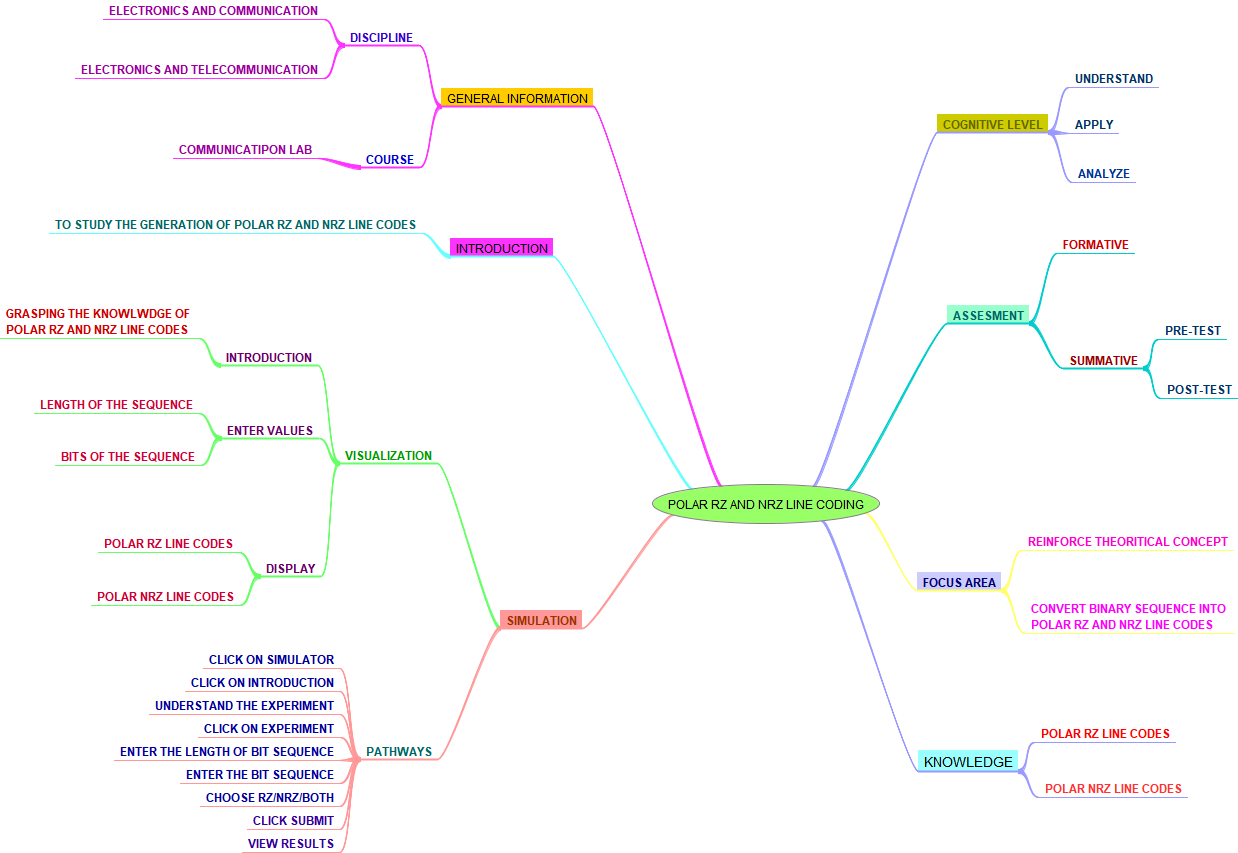 ELECTRONICS AND COMMUNICATION
DISCIPLINE
ELECTRONICS AND TELECOMMUNICATION
GENERAL INFORMATION
COMMUNICATIPON LAB
COURSE
TO STUDY THE GENERATION OF POLAR RZ AND NRZ LINE CODES
INTRODUCTION
GRASPING THE KNOWLWDGE OF
POLAR RZ AND NRZ LINE CODES
INTRODUCTION
LENGTH OF THE SEQUENCE
ENTER VALUES
BITS OF THE SEQUENCE
VISUALIZATION
POLAR RZ LINE CODES
DISPLAY
POLAR NRZ LINE CODES
SIMULATION
CLICK ON SIMULATOR
CLICK ON INTRODUCTION
UNDERSTAND THE EXPERIMENT
CLICK ON EXPERIMENT
ENTER THE LENGTH OF BIT SEQUENCE
PATHWAYS
ENTER THE BIT SEQUENCE
CHOOSE RZ/NRZ/BOTH
CLICK SUBMIT
VIEW RESULTS
POLAR RZ AND NRZ LINE CODING
UNDERSTAND
COGNITIVE LEVEL
APPLY
ANALYZE
FORMATIVE
ASSESMENT
PRE-TEST
SUMMATIVE
POST-TEST
REINFORCE THEORITICAL CONCEPT
FOCUS AREA
CONVERT BINARY SEQUENCE INTO
POLAR RZ AND NRZ LINE CODES
POLAR RZ LINE CODES
KNOWLEDGE
POLAR NRZ LINE CODES